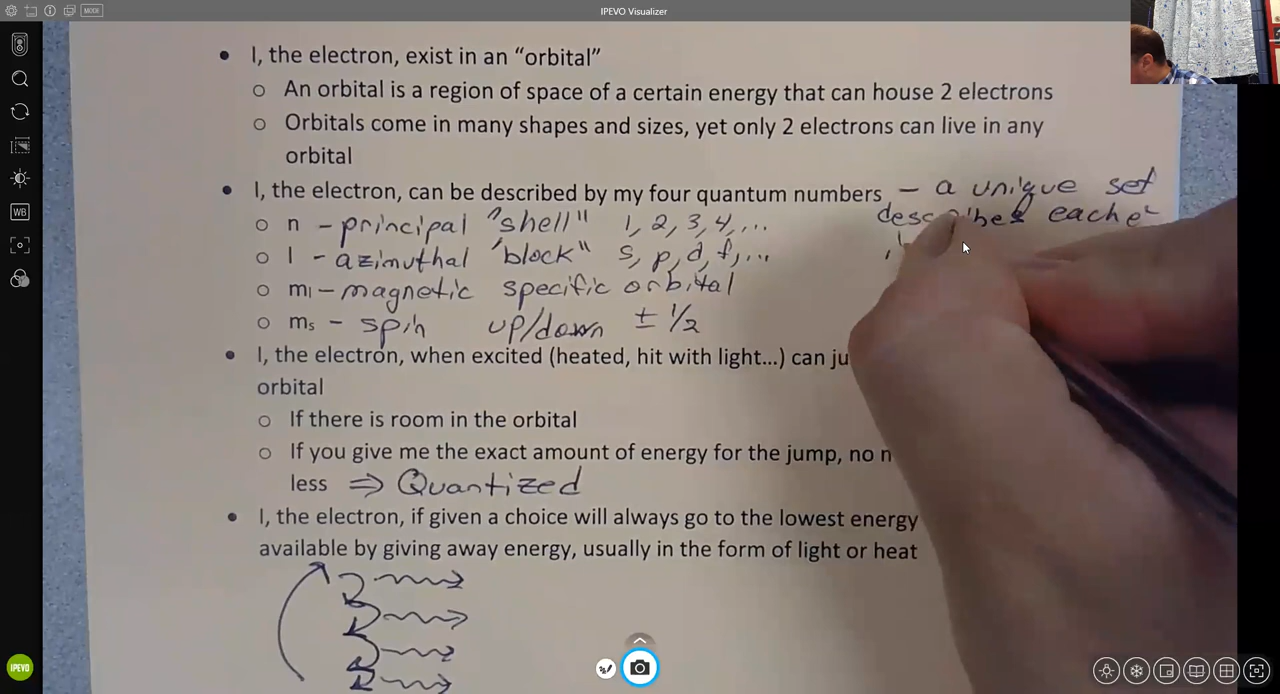 MODE
IPEVO Visualizer
WB
• I, the electron, exist in an “orbital”
○ An orbital is a region of space of a certain energy that can house 2 electrons
○ Orbitals come in many shapes and sizes, yet only 2 electrons can live in any
orbital
• I, the electron, can be described by my four quantum numbers – a unique set
describes each e-
○ n – principal "shell" 1, 2, 3, 4, ...
○ l – azimuthal "block" s, p, d, f, ...
○ ml – magnetic specific orbital
○ ms – spin up/down ± 1/2
• I, the electron, when excited (heated, hit with light...) can ju
orbital
○ If there is room in the orbital
○ If you give me the exact amount of energy for the jump, no
less ⇒ Quantized
• I, the electron, if given a choice will always go to the lowest energy
available by giving away energy, usually in the form of light or heat
IPEVO